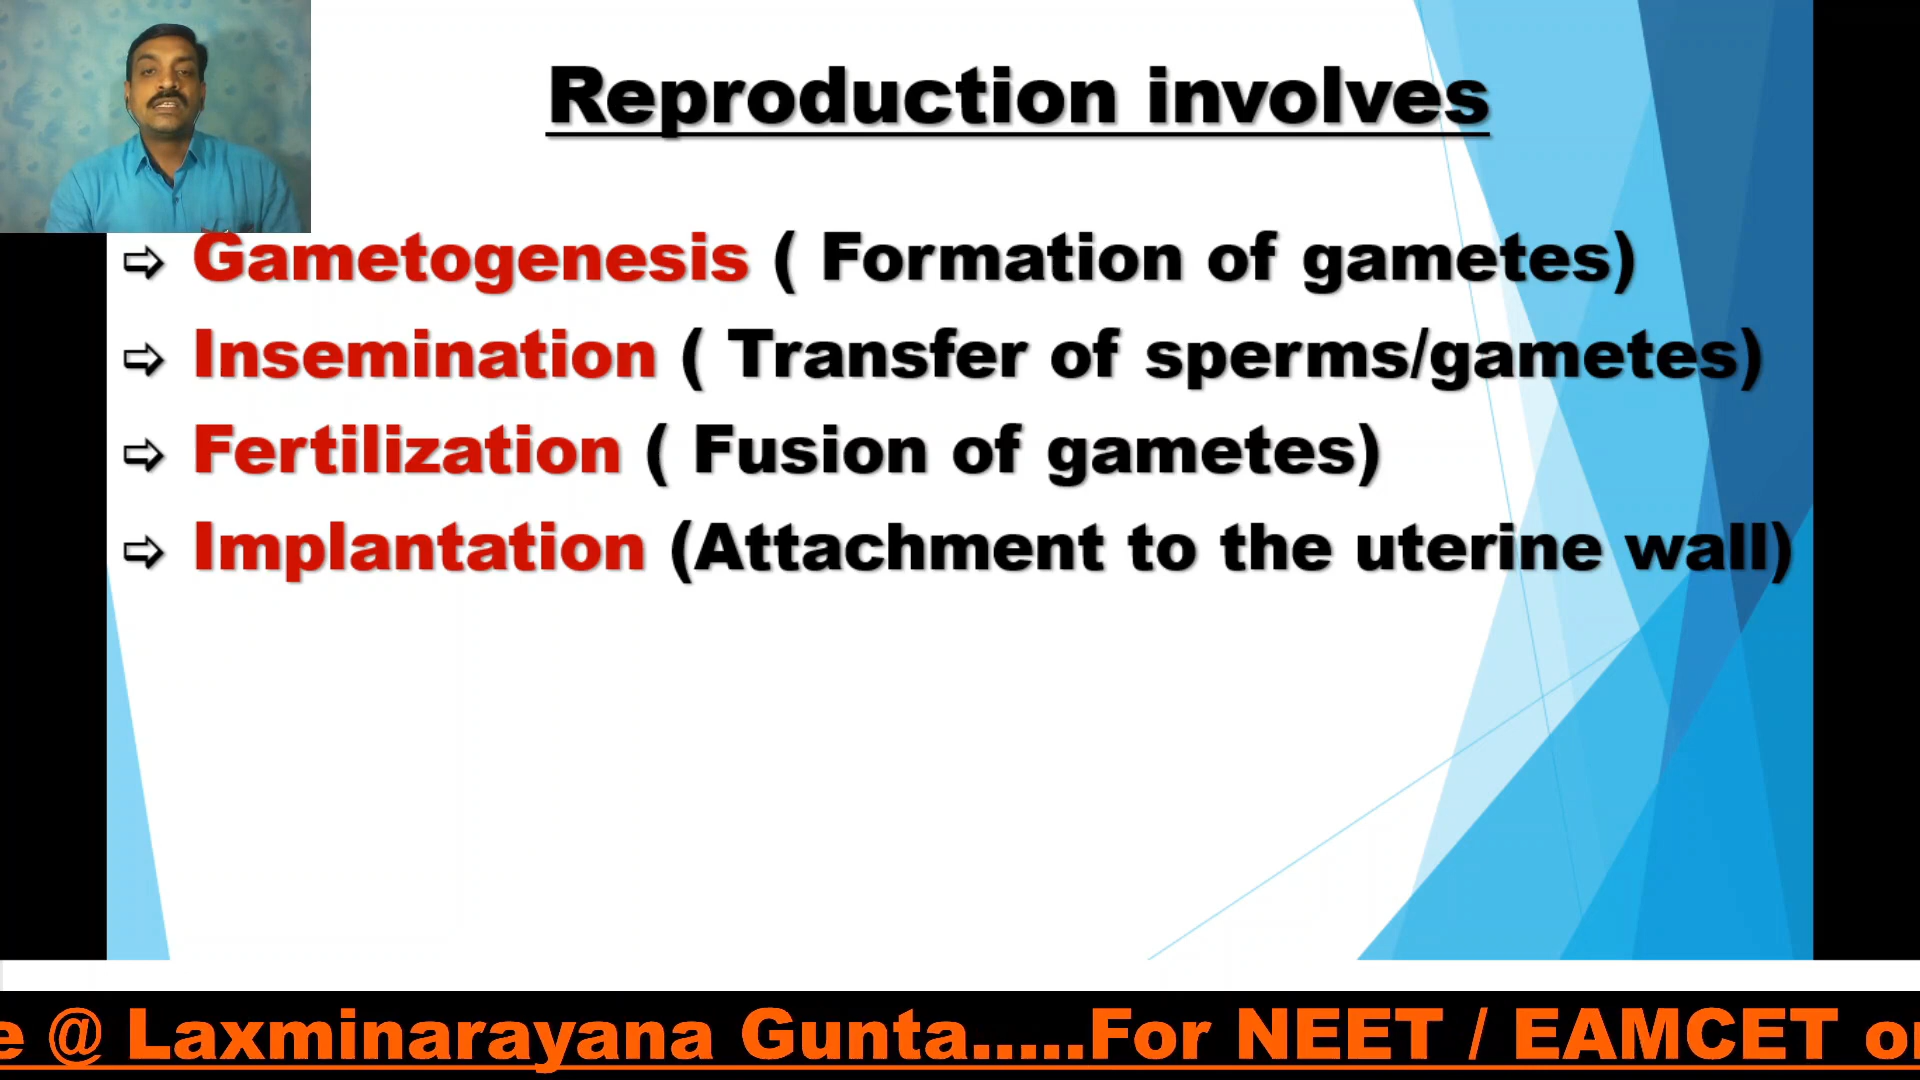 Reproduction involves
⇨ Gametogenesis ( Formation of gametes)
⇨ Insemination ( Transfer of sperms/gametes)
⇨ Fertilization ( Fusion of gametes)
⇨ Implantation (Attachment to the uterine wall)
@ Laxminarayana Gunta.....For NEET / EAMCET